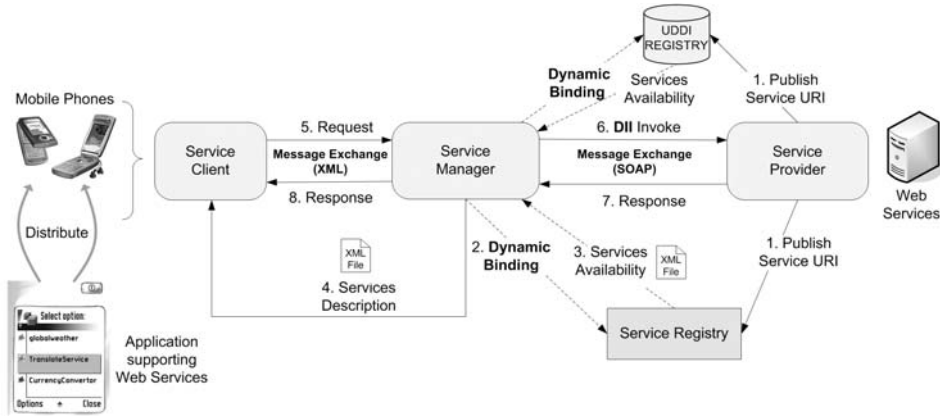 UDDI
REGISTRY
Dynamic
Binding
Services
Availability
1. Publish
Service URI
Mobile Phones
Service
Client
5. Request
Message Exchange
(XML)
8. Response
Service
Manager
6. DII Invoke
Message Exchange
(SOAP)
7. Response
Service
Provider
Web
Services
Distribute
XML
File
4. Services
Description
2. Dynamic
Binding
3. Services
Availability
XML
File
1. Publish
Service URI
Service Registry
Select option:
globalweather
TranslateService
CurrencyConvertor
Options
Close
Application
supporting
Web Services